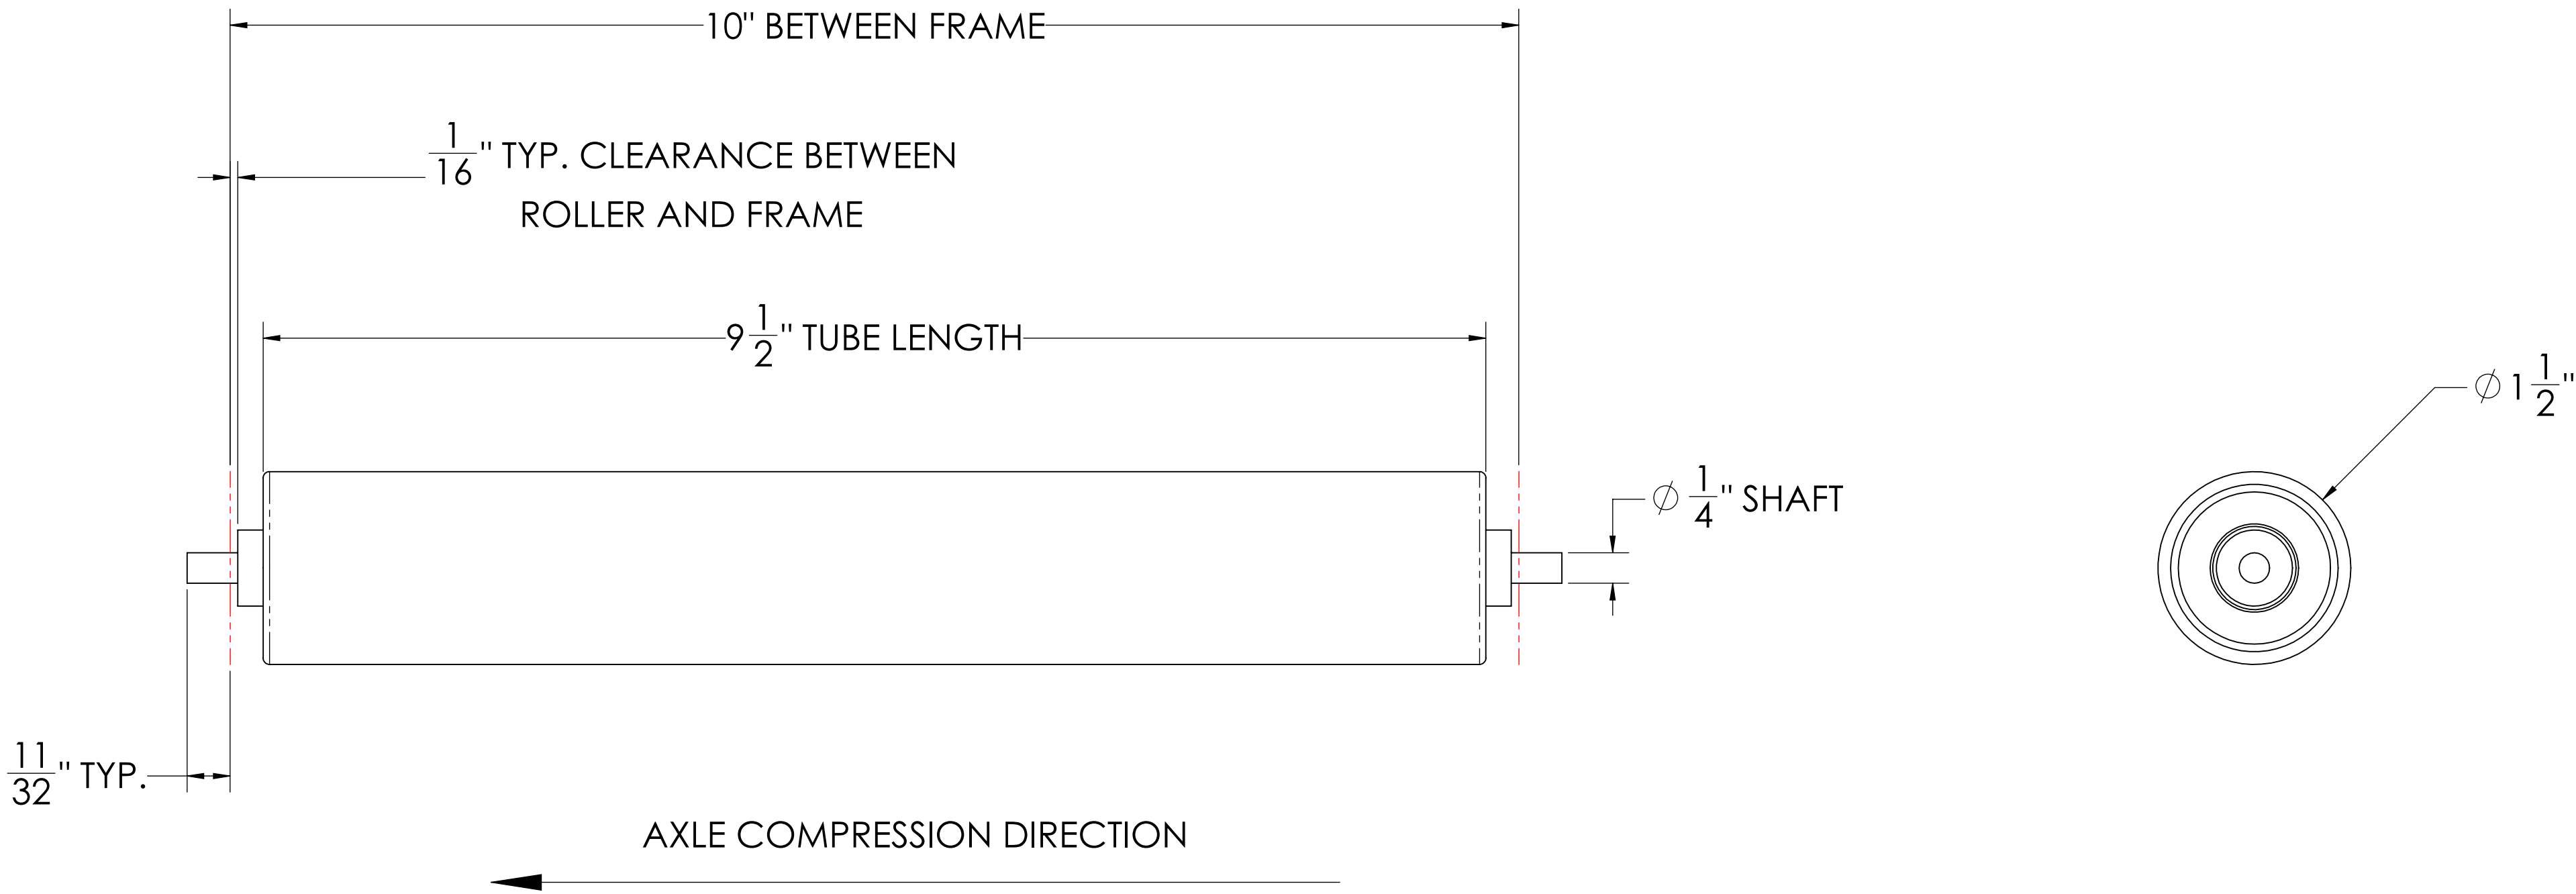 10" BETWEEN FRAME
1/16" TYP. CLEARANCE BETWEEN
ROLLER AND FRAME
9 1/2" TUBE LENGTH
∅ 1 1/2"
∅ 1/4" SHAFT
11/32" TYP.
AXLE COMPRESSION DIRECTION